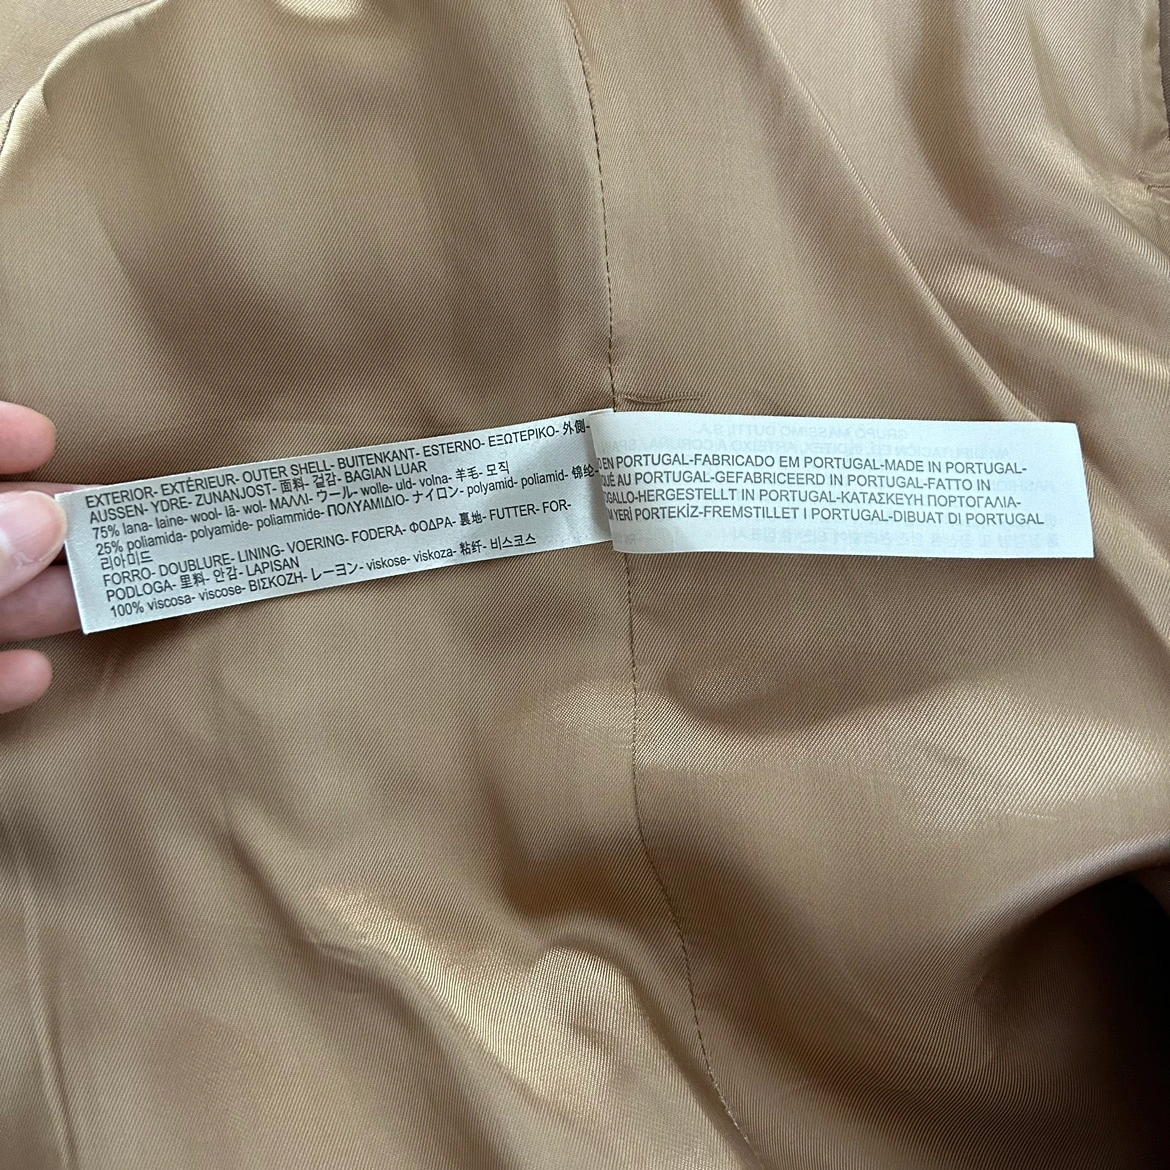 EXTERIOR- EXTÉRIEUR- OUTER SHELL- BUITENKANT- ESTERNO- ΕΞΩΤΕΡΙΚΟ- 外側-
AUSSEN- YDRE- ZUNANJOST- 面料- 겉감- BAGIAN LUAR
75% lana- laine- wool- lã- wol- ΜΑΛΛΙ- ウール- wolle- uld- volna- 羊毛- 모직
25% poliamida- polyamide- poliammide- ΠΟΛΥΑΜΙΔΙΟ- ナイロン- polyamid- poliamid- 锦纶-
리아미드
FORRO- DOUBLURE- LINING- VOERING- FODERA- ΦΟΔΡΑ- 裏地- FUTTER- FOR-
PODLOGA- 里料- 안감- LAPISAN
100% viscosa- viscose- ΒΙΣΚΟΖΗ- レーヨン- viskose- viskoza- 粘纤- 비스코스
EN PORTUGAL-FABRICADO EM PORTUGAL-MADE IN PORTUGAL-
AU PORTUGAL-GEFABRICEERD IN PORTUGAL-FATTO IN
-HERGESTELLT IN PORTUGAL-ΚΑΤΑΣΚΕΥΗ ΠΟΡΤΟΓΑΛΙΑ-
YERİ PORTEKİZ-FREMSTILLET I PORTUGAL-DIBUAT DI PORTUGAL